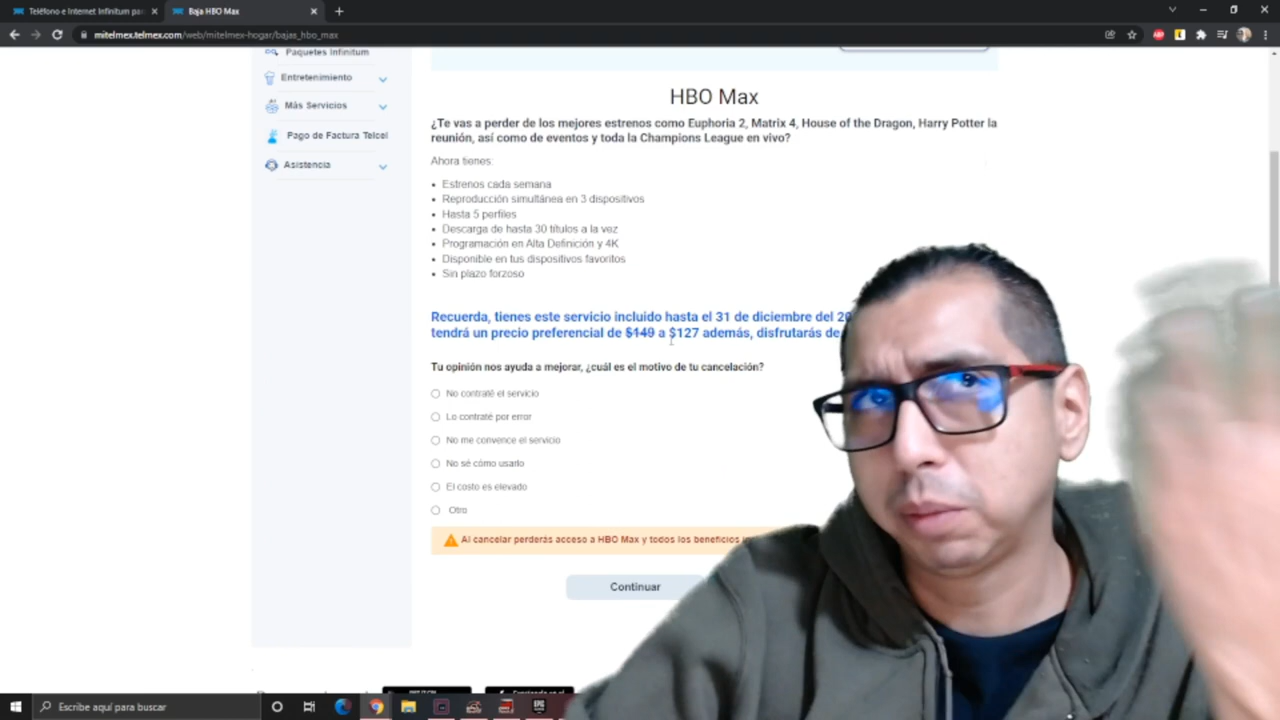 Teléfono e Internet Infinitum pa
Baja HBO Max
mitelmex.telmex.com/web/mitelmex-hogar/bajas_hbo_max
Paquetes Infinitum
Entretenimiento
Más Servicios
Pago de Factura Telcel
Asistencia
HBO Max
¿Te vas a perder de los mejores estrenos como Euphoria 2, Matrix 4, House of the Dragon, Harry Potter la
reunión, así como de eventos y toda la Champions League en vivo?
Ahora tienes:
• Estrenos cada semana
• Reproducción simultánea en 3 dispositivos
• Hasta 5 perfiles
• Descarga de hasta 30 títulos a la vez
• Programación en Alta Definición y 4K
• Disponible en tus dispositivos favoritos
• Sin plazo forzoso
Recuerda, tienes este servicio incluido hasta el 31 de diciembre del 20
tendrá un precio preferencial de $149 a $127 además, disfrutarás de
Tu opinión nos ayuda a mejorar, ¿cuál es el motivo de tu cancelación?
No contraté el servicio
Lo contraté por error
No me convence el servicio
No sé cómo usarlo
El costo es elevado
Otro
Al cancelar perderás acceso a HBO Max y todos los beneficios
Continuar
Escribe aquí para buscar